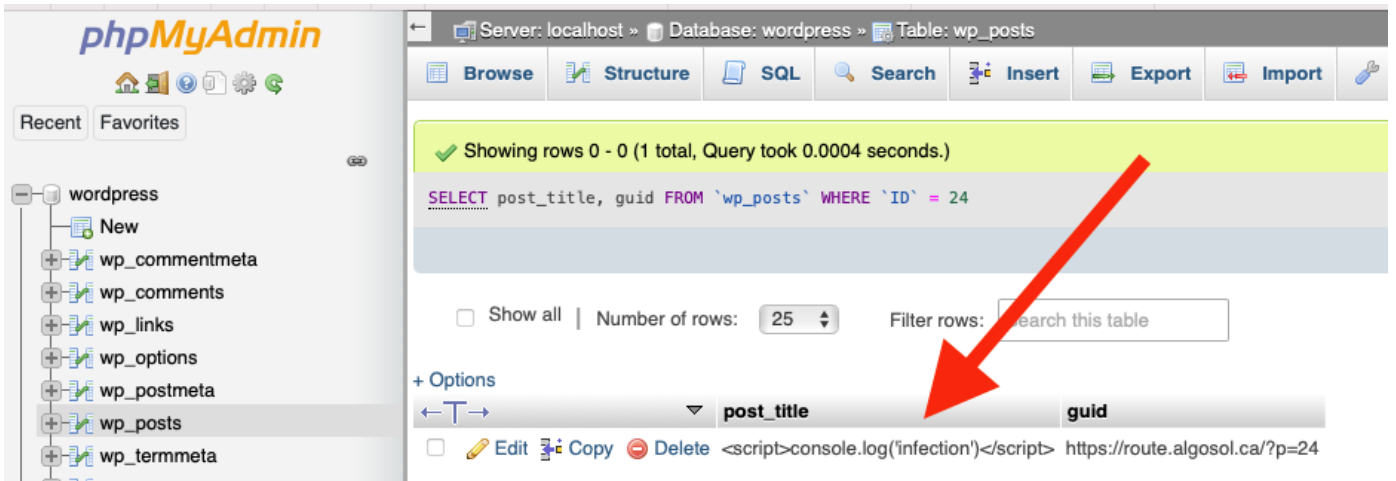 phpMyAdmin
Recent Favorites
wordpress
New
wp_commentmeta
wp_comments
wp_links
wp_options
wp_postmeta
wp_posts
wp_termmeta
Server: localhost » Database: wordpress » Table: wp_posts
Browse Structure SQL Search Insert Export Import
Showing rows 0 - 0 (1 total, Query took 0.0004 seconds.)
SELECT post_title, guid FROM `wp_posts` WHERE `ID` = 24
Show all | Number of rows: 25 Filter rows: Search this table
+ Options
←T→ post_title guid
Edit Copy Delete <script>console.log('infection')</script> https://route.algosol.ca/?p=24